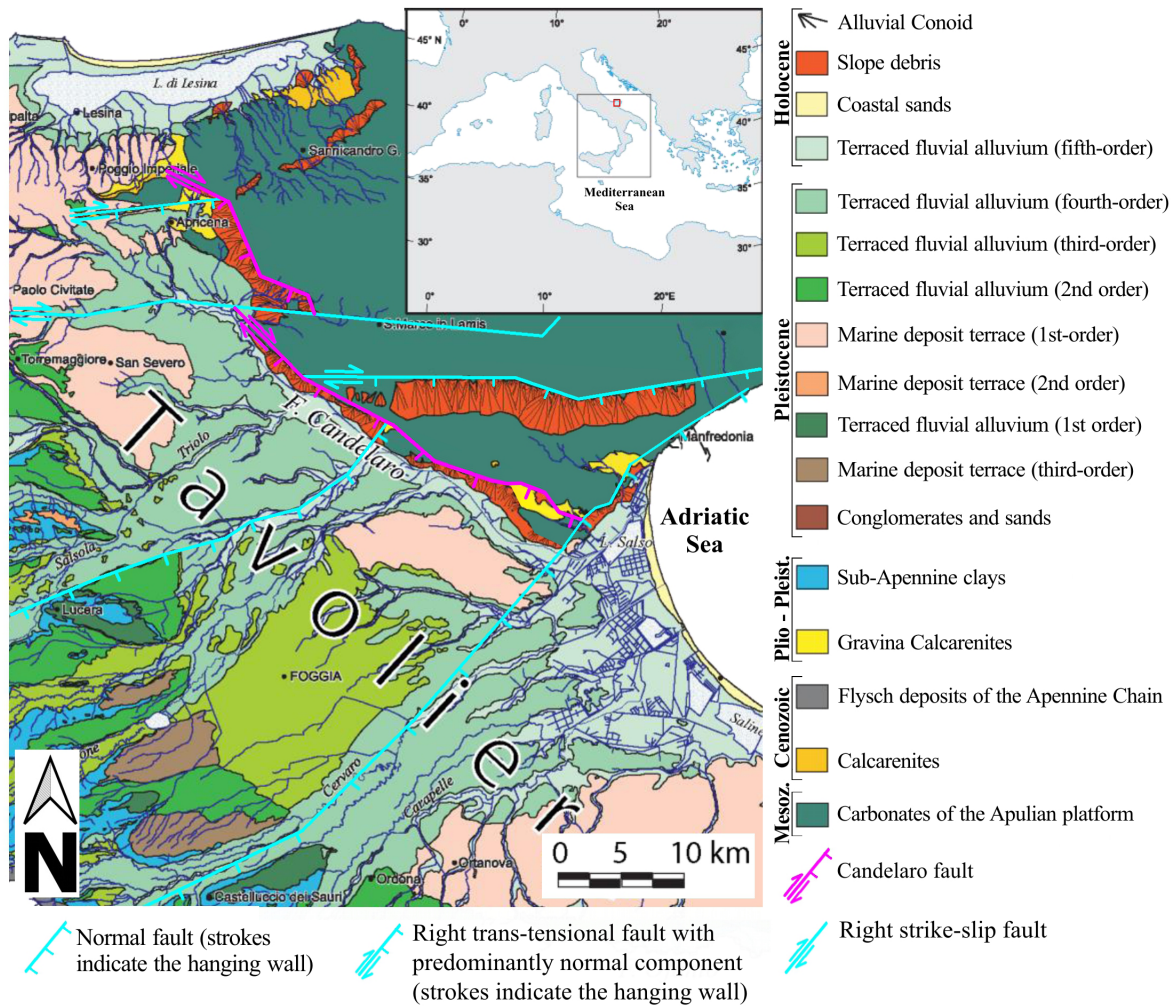 0°
10°
20°
45° N
45°N
40°
40°N
35°
35°N
30°
30°N
0°
10°E
20°E
Mediterranean
Sea
L. di Lesina
Lesina
palta
Sannicandro G.
Poggio Imperiale
Apricena
Paolo Civitate
S.Marco in Lamis
Torremaggiore
San Severo
Triolo
F. Candelaro
Manfredonia
Adriatic
Sea
L. Salso
Salsola
Lucera
FOGGIA
Tavoliere
Cervaro
Carapelle
Saline
one
Ortanova
Ordona
Castelluccio dei Sauri
N
0 5 10 km
Holocene
Alluvial Conoid
Slope debris
Coastal sands
Terraced fluvial alluvium (fifth-order)
Pleistocene
Terraced fluvial alluvium (fourth-order)
Terraced fluvial alluvium (third-order)
Terraced fluvial alluvium (2nd order)
Marine deposit terrace (1st-order)
Marine deposit terrace (2nd order)
Terraced fluvial alluvium (1st order)
Marine deposit terrace (third-order)
Conglomerates and sands
Plio - Pleist.
Sub-Apennine clays
Gravina Calcarenites
Cenozoic
Flysch deposits of the Apennine Chain
Calcarenites
Mesoz.
Carbonates of the Apulian platform
Candelaro fault
Right strike-slip fault
Normal fault (strokes
indicate the hanging wall)
Right trans-tensional fault with
predominantly normal component
(strokes indicate the hanging wall)